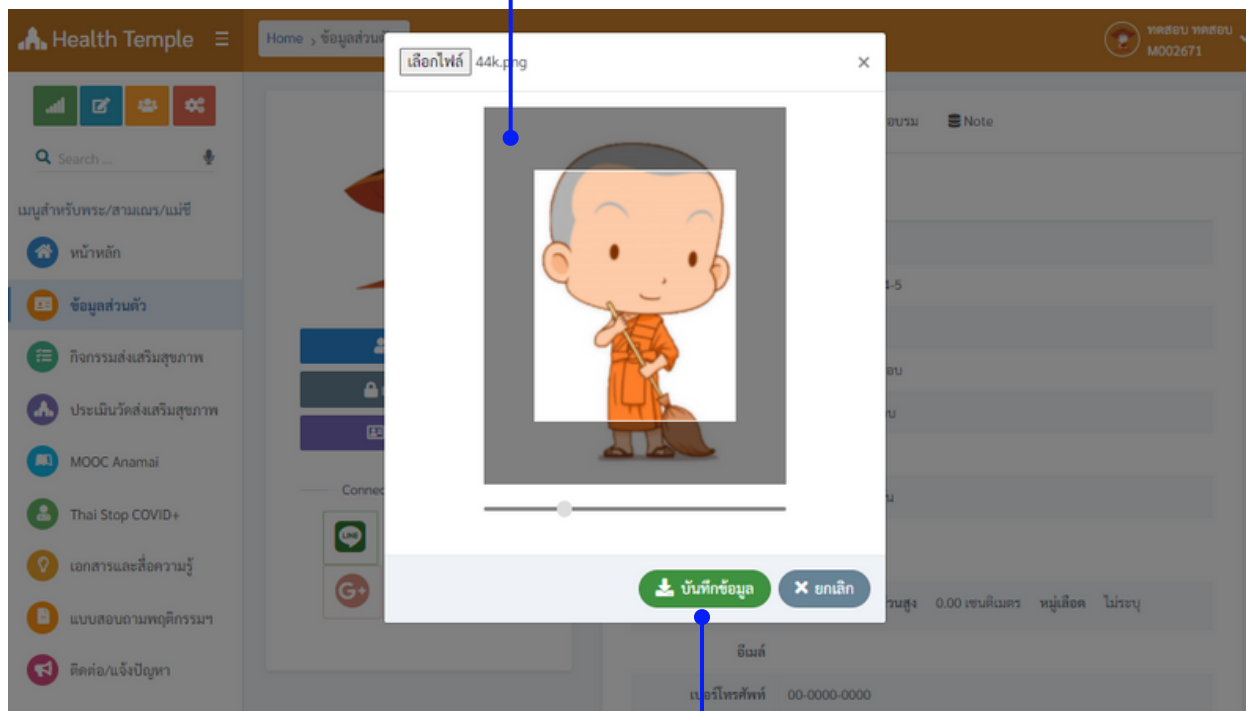 Health Temple
Home › ข้อมูลส่วนตัว
ทดสอบ ทดสอบ
M002671
เลือกไฟล์ 44k.png
×
Search ...
Note
เมนูสำหรับพระ/สามเณร/แม่ชี
หน้าหลัก
ข้อมูลส่วนตัว
กิจกรรมส่งเสริมสุขภาพ
ประเมินวัดส่งเสริมสุขภาพ
MOOC Anamai
Thai Stop COVID+
เอกสารและสื่อความรู้
แบบสอบถามพฤติกรรมฯ
ติดต่อ/แจ้งปัญหา
Connec
LINE
G+
บันทึกข้อมูล
ยกเลิก
0.00 เซนติเมตร หมู่เลือด ไม่ระบุ
อีเมล์
เบอร์โทรศัพท์ 00-0000-0000